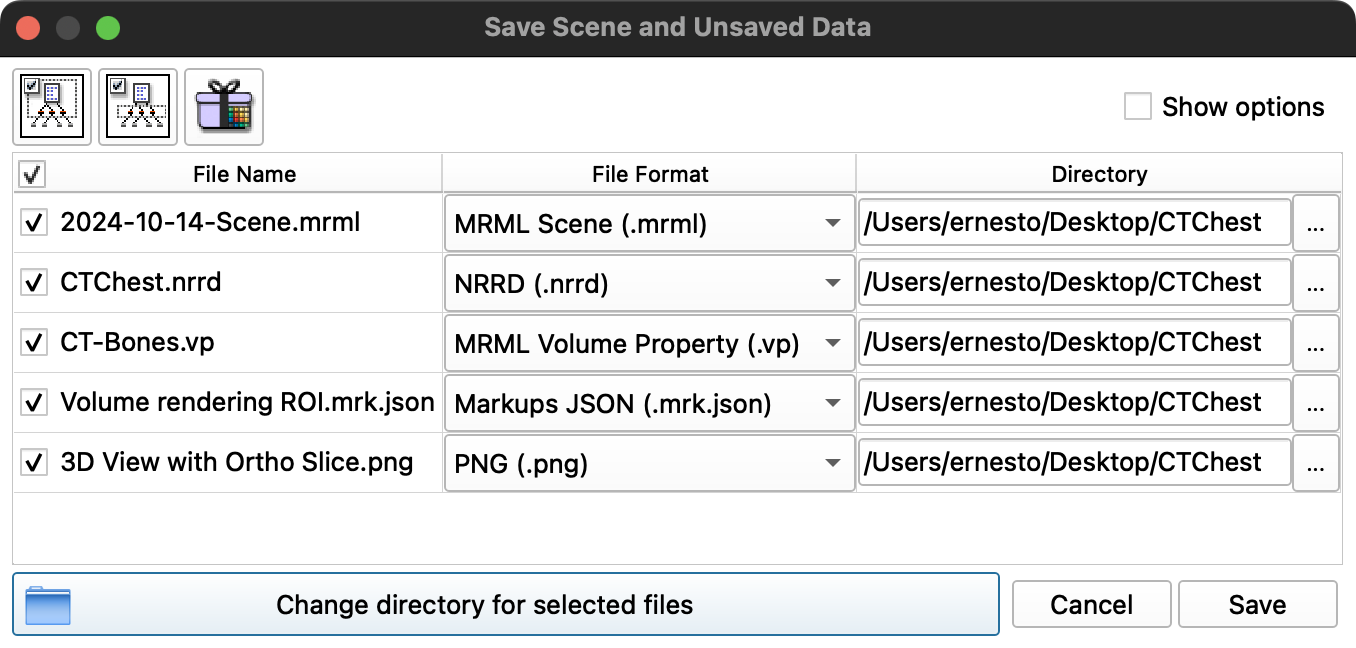 Save Scene and Unsaved Data
Show options
File Name File Format Directory
2024-10-14-Scene.mrml MRML Scene (.mrml) /Users/ernesto/Desktop/CTChest ...
CTChest.nrrd NRRD (.nrrd) /Users/ernesto/Desktop/CTChest ...
CT-Bones.vp MRML Volume Property (.vp) /Users/ernesto/Desktop/CTChest ...
Volume rendering ROI.mrk.json Markups JSON (.mrk.json) /Users/ernesto/Desktop/CTChest ...
3D View with Ortho Slice.png PNG (.png) /Users/ernesto/Desktop/CTChest ...
Change directory for selected files Cancel Save